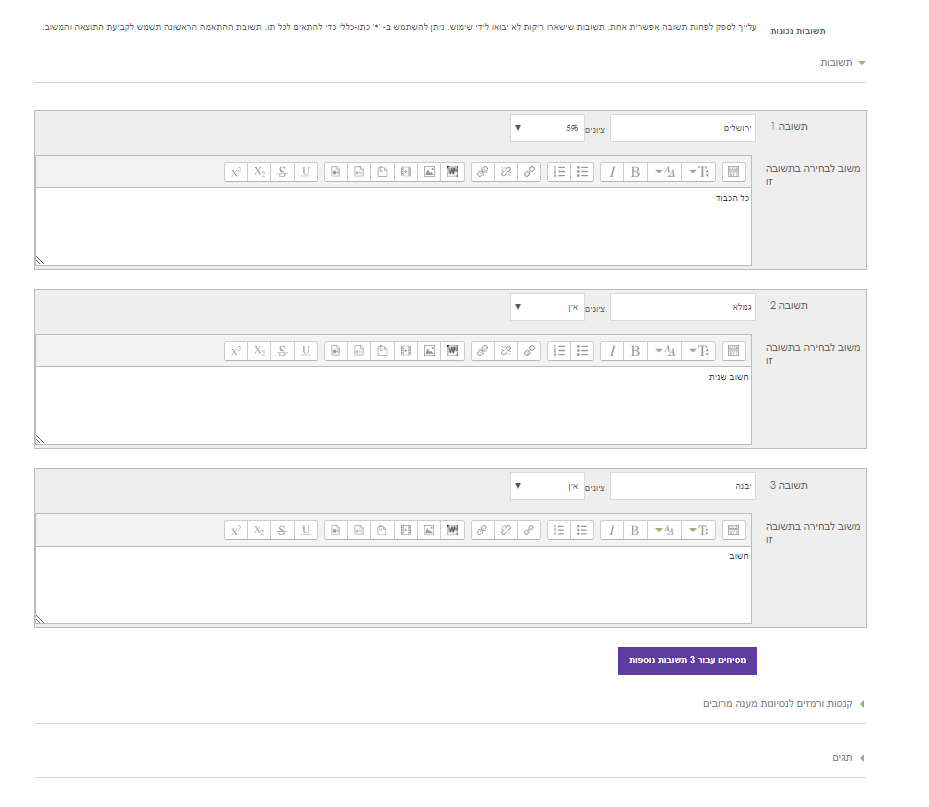 תשובות נכונות
עלייך לספק לפחות תשובה אפשרית אחת. תשובות שישארו ריקות לא יבואו לידי שימוש. ניתן להשתמש ב- '*' כתו-כללי כדי להתאים לכל תו. תשובת ההתאמה הראשונה תשמש לקביעת התוצאה והמשוב.
תשובות
תשובה 1
ירושלים
ציונים
5%
משוב לבחירה בתשובה
זו
כל הכבוד
תשובה 2
גמלא
ציונים
אין
משוב לבחירה בתשובה
זו
חשוב שנית
תשובה 3
יבנה
ציונים
אין
משוב לבחירה בתשובה
זו
חשוב
מסיחים עבור 3 תשובות נוספות
קנסות ורמזים לנסיונות מענה מרובים
תגים